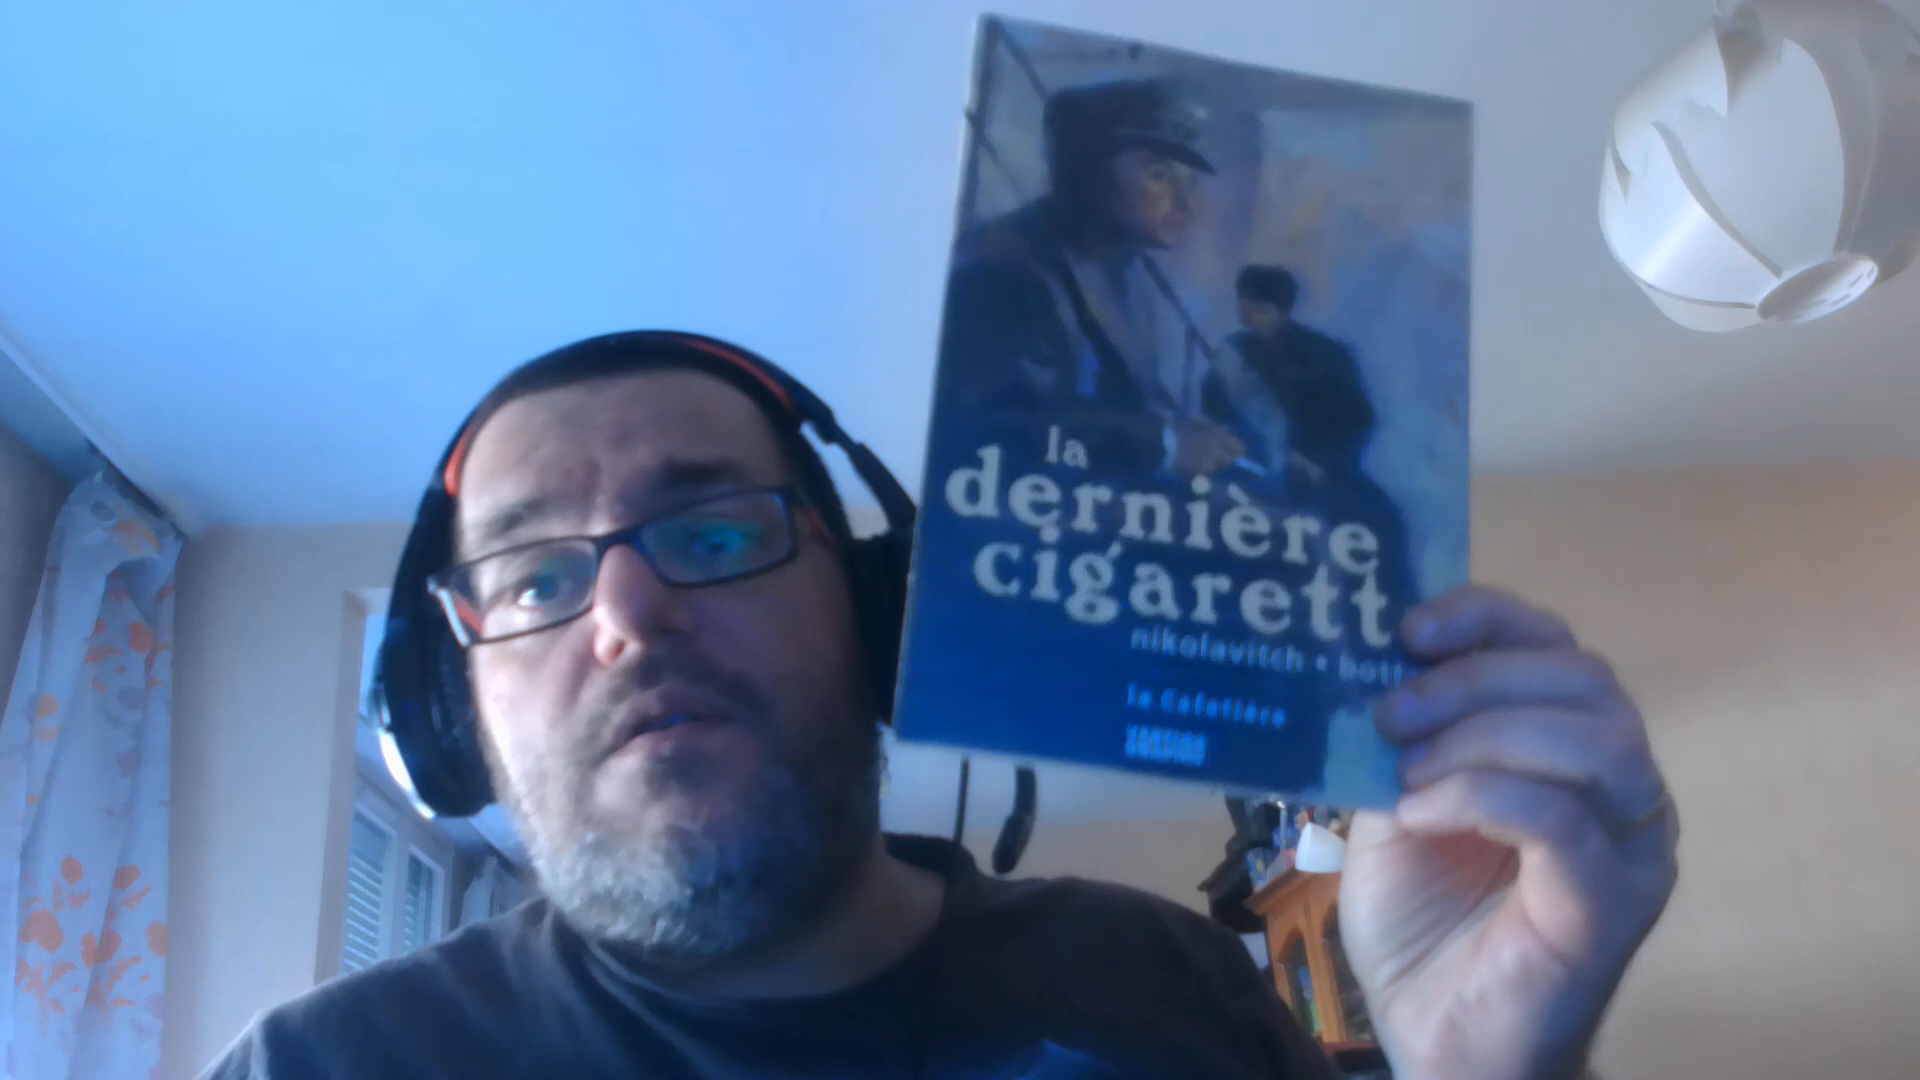 la
dernière
cigarett
nikolavitch • bott
la Cafetière